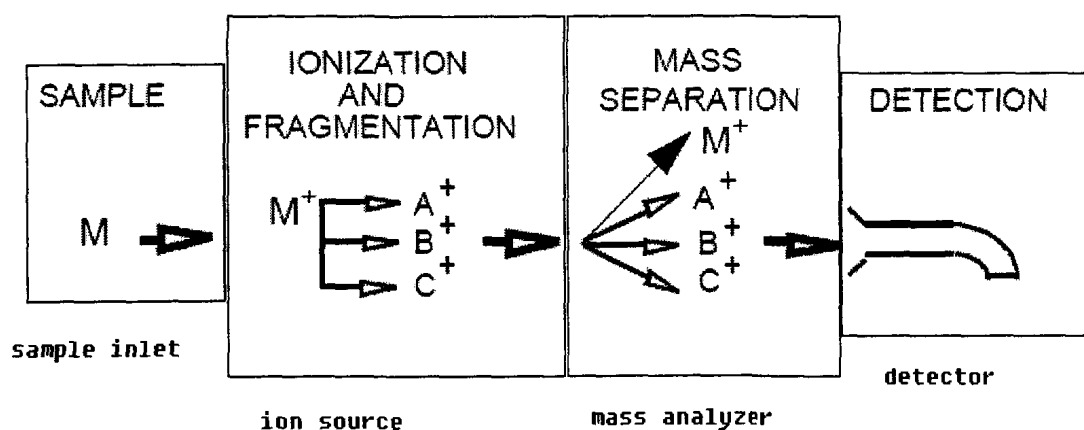 SAMPLE
M
sample inlet
IONIZATION
AND
FRAGMENTATION
M+
A+
B+
C+
ion source
MASS
SEPARATION
M+
A+
B+
C+
mass analyzer
DETECTION
detector